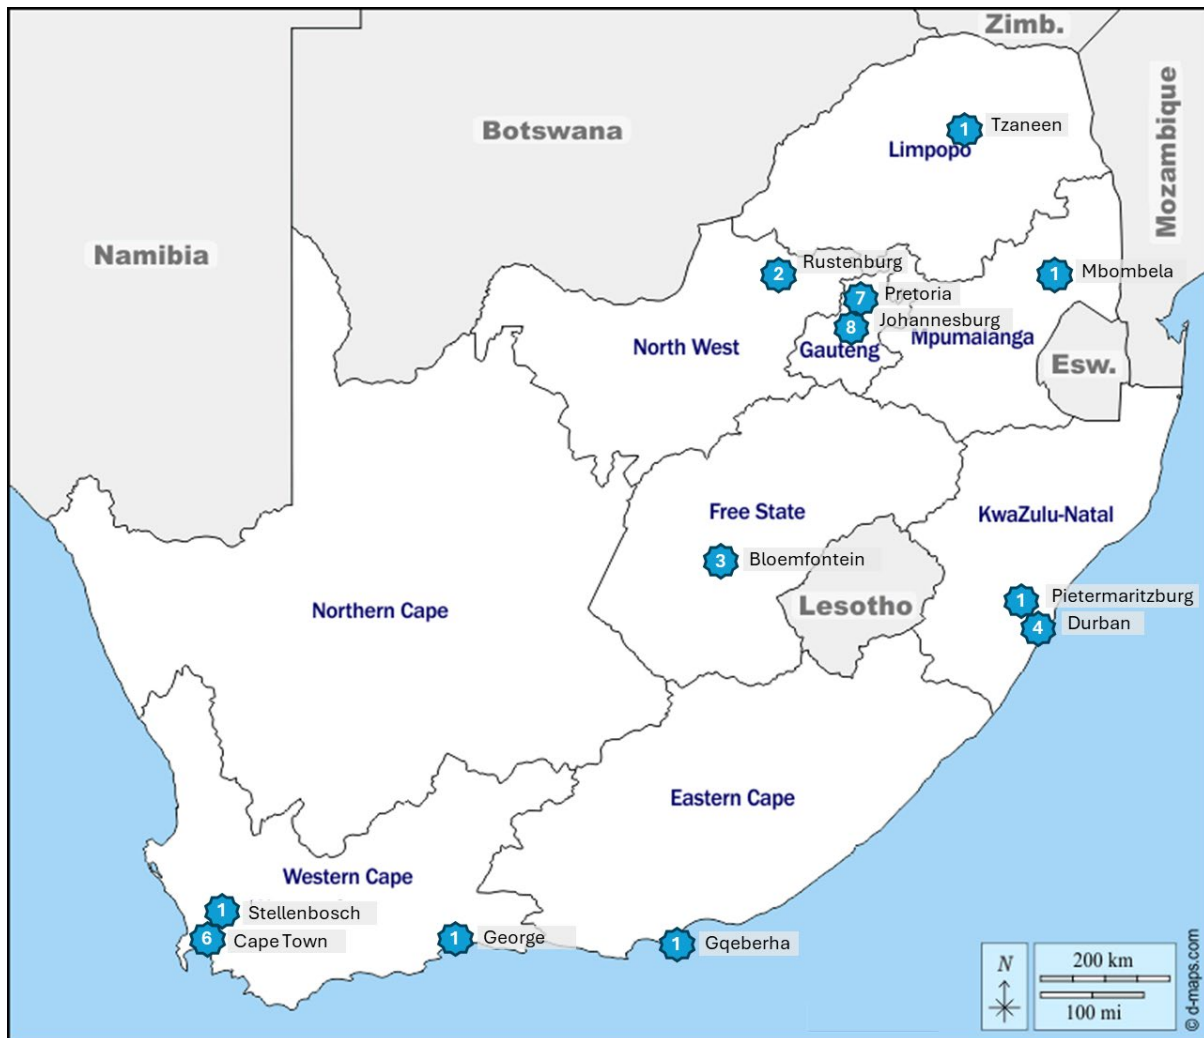 Zimb.
Mozambique
Botswana
1 Tzaneen
Limpopo
Namibia
2 Rustenburg
1 Mbombela
7 Pretoria
8 Johannesburg
North West
Gauteng
Mpumalanga
Esw.
Free State
KwaZulu-Natal
3 Bloemfontein
Northern Cape
Lesotho
1 Pietermaritzburg
4 Durban
Eastern Cape
Western Cape
1 Stellenbosch
6 Cape Town
1 George
1 Gqeberha
N
200 km
100 mi
© d-maps.com